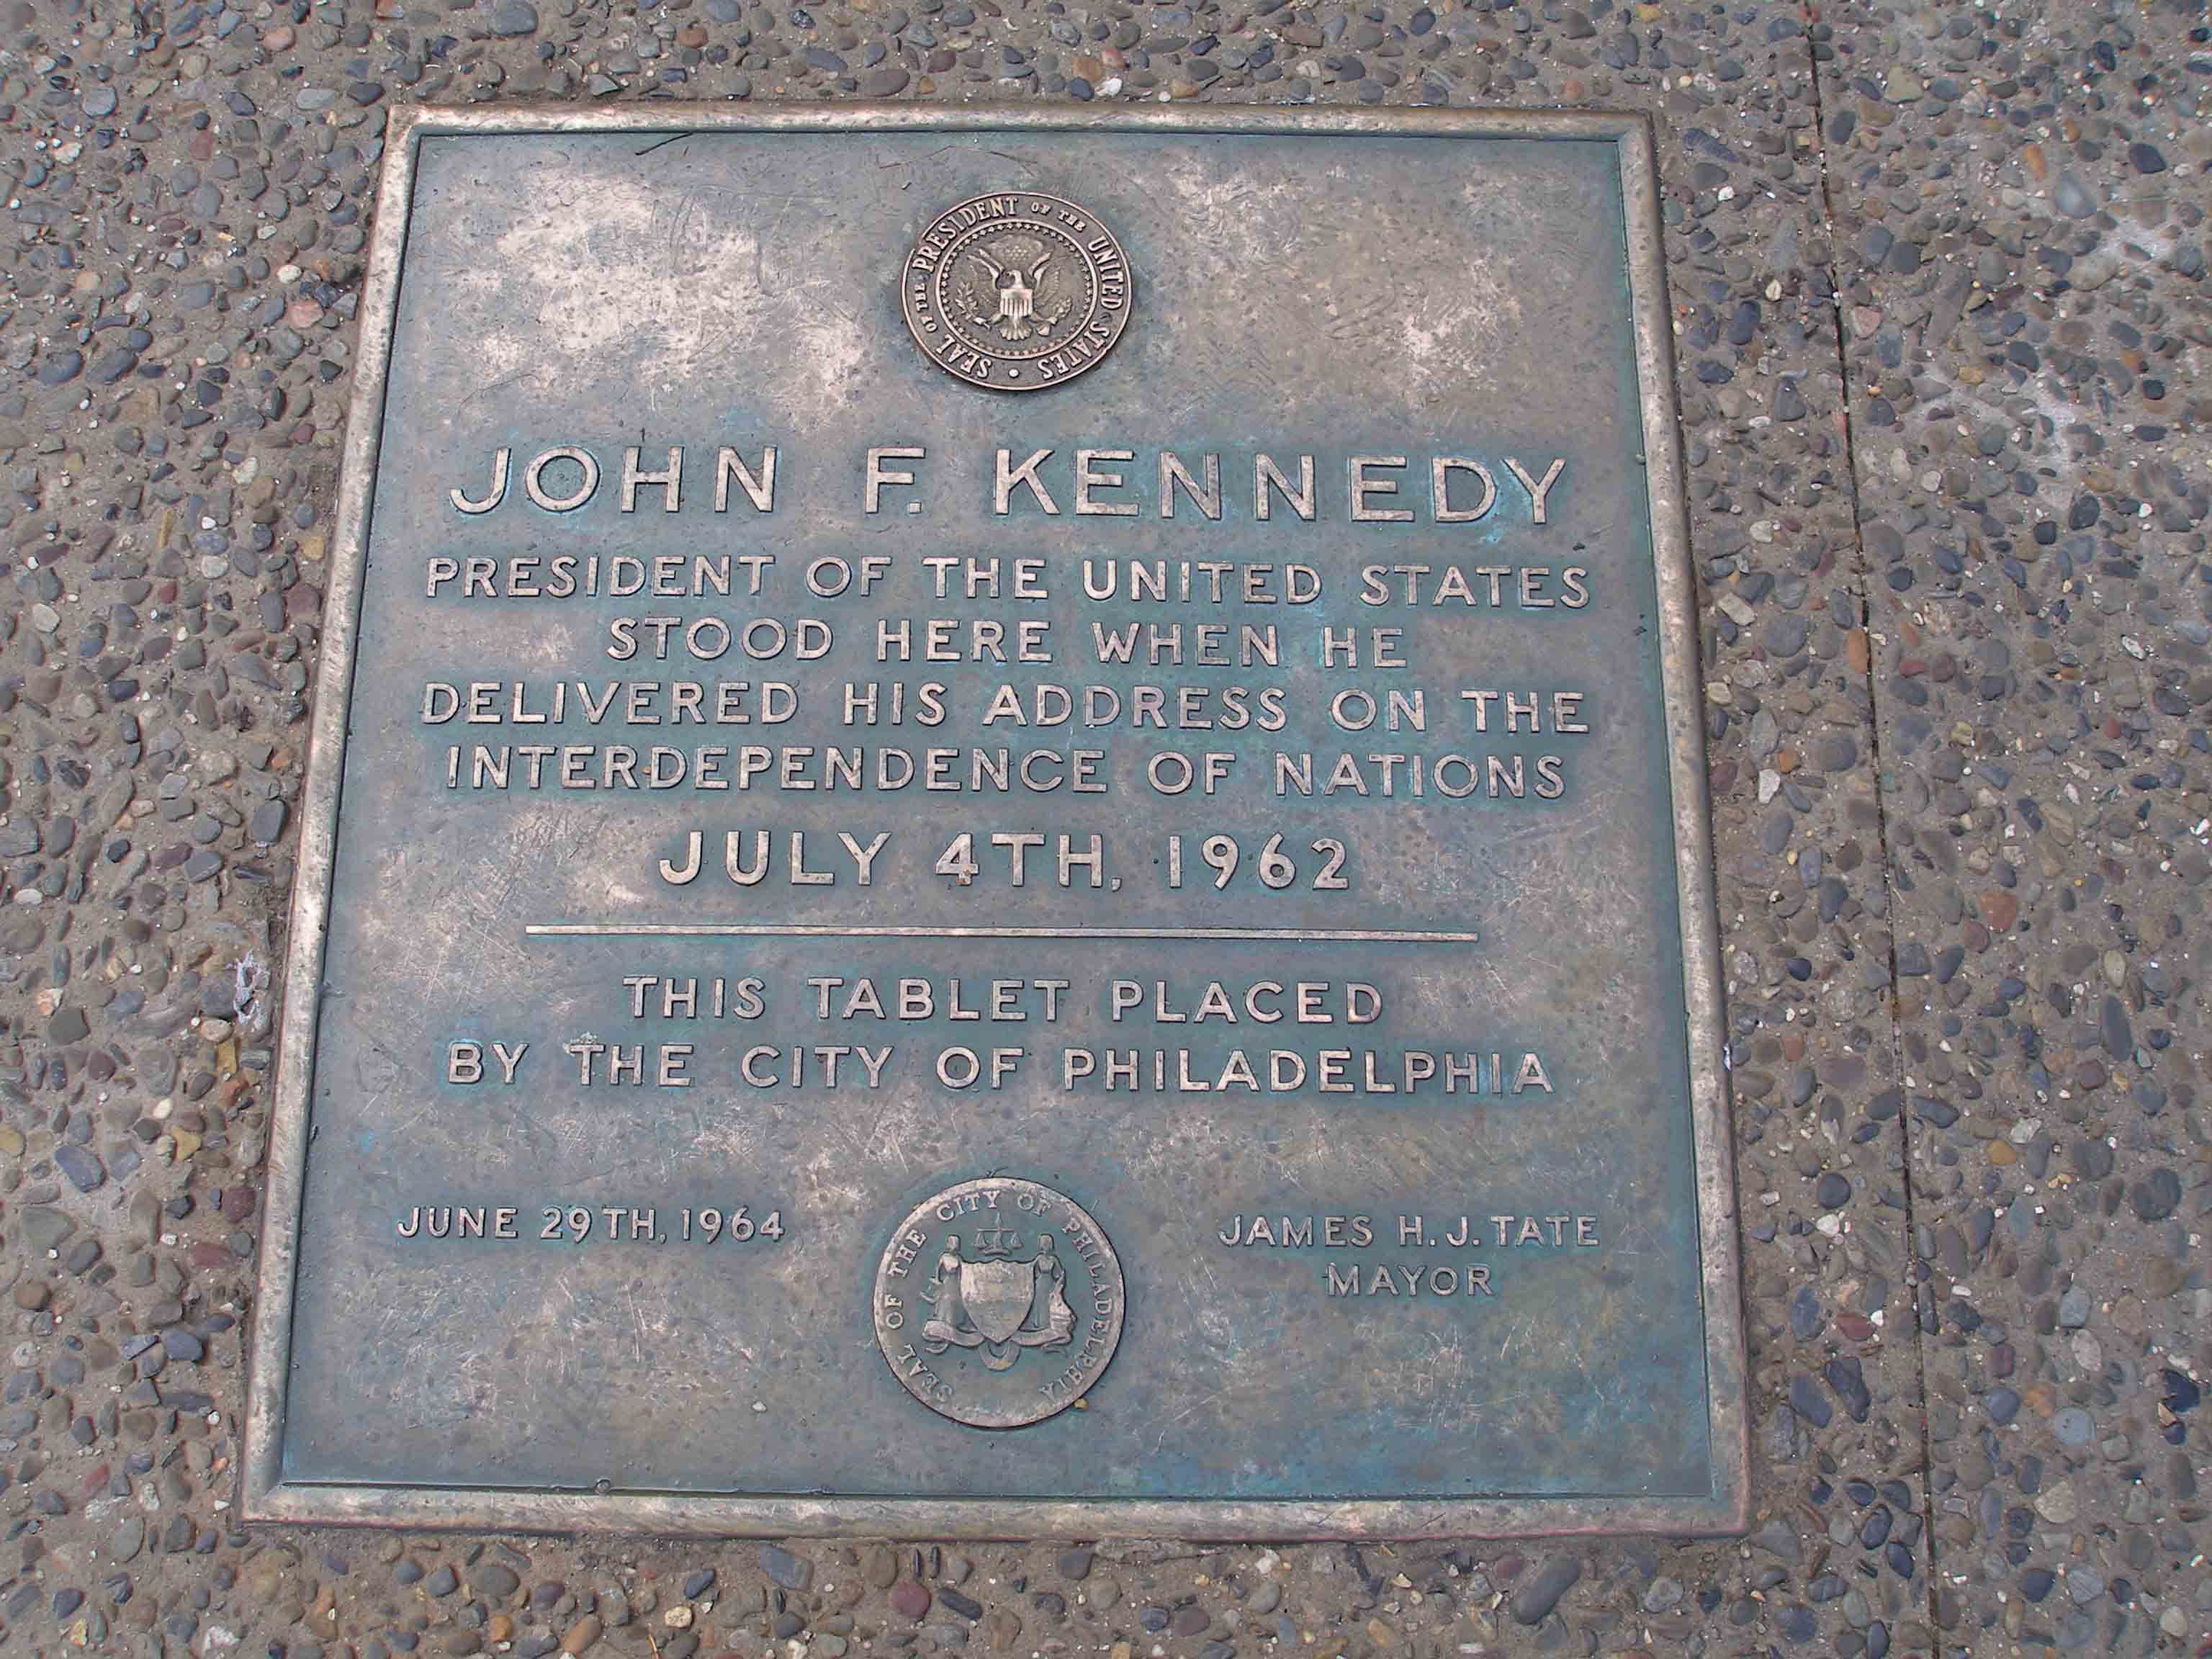 SEAL OF THE PRESIDENT OF THE UNITED STATES
JOHN F. KENNEDY
PRESIDENT OF THE UNITED STATES
STOOD HERE WHEN HE
DELIVERED HIS ADDRESS ON THE
INTERDEPENDENCE OF NATIONS
JULY 4TH, 1962
THIS TABLET PLACED
BY THE CITY OF PHILADELPHIA
JUNE 29TH, 1964
SEAL OF THE CITY OF PHILADELPHIA
JAMES H. J. TATE
MAYOR